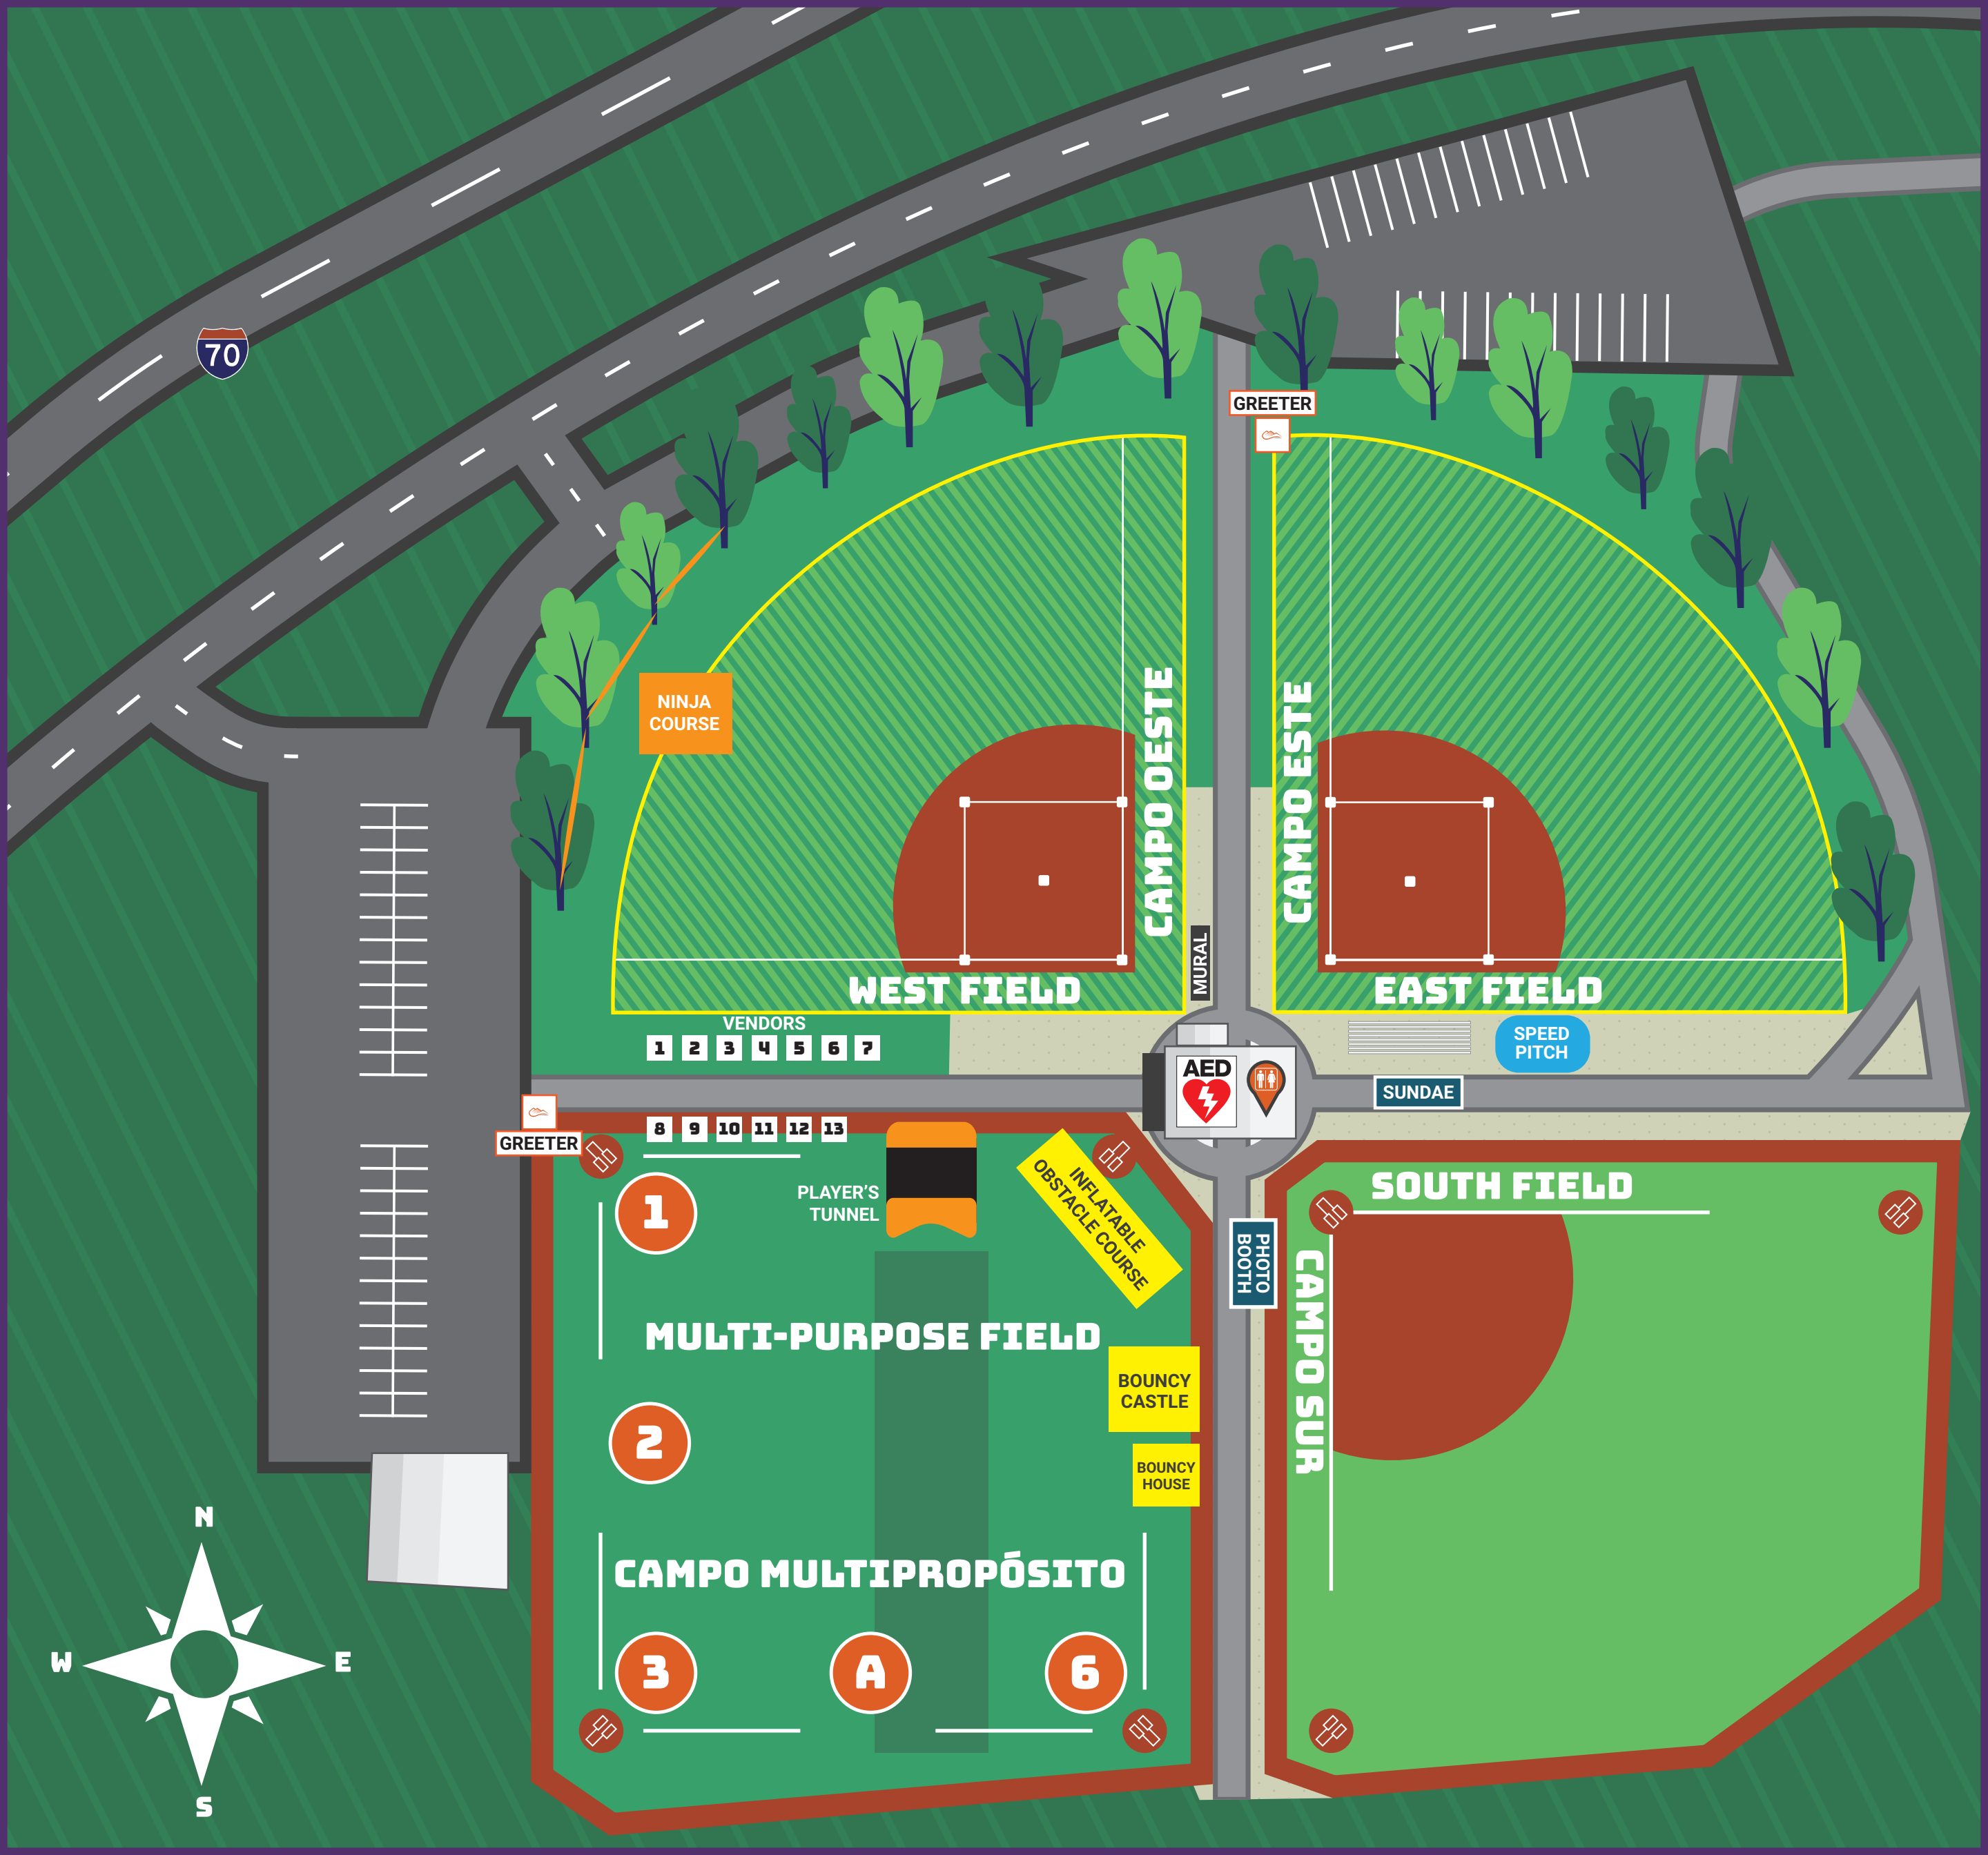 70
GREETER
NINJA
COURSE
CAMPO OESTE
CAMPO ESTE
MURAL
WEST FIELD
EAST FIELD
VENDORS
1 2 3 4 5 6 7
SPEED
PITCH
AED
SUNDAE
8 9 10 11 12 13
GREETER
PLAYER'S
TUNNEL
INFLATABLE
OBSTACLE COURSE
SOUTH FIELD
CAMPO SUR
PHOTO
BOOTH
1
MULTI-PURPOSE FIELD
BOUNCY
CASTLE
2
BOUNCY
HOUSE
CAMPO MULTIPROPÓSITO
3
A
6
N
W
E
S